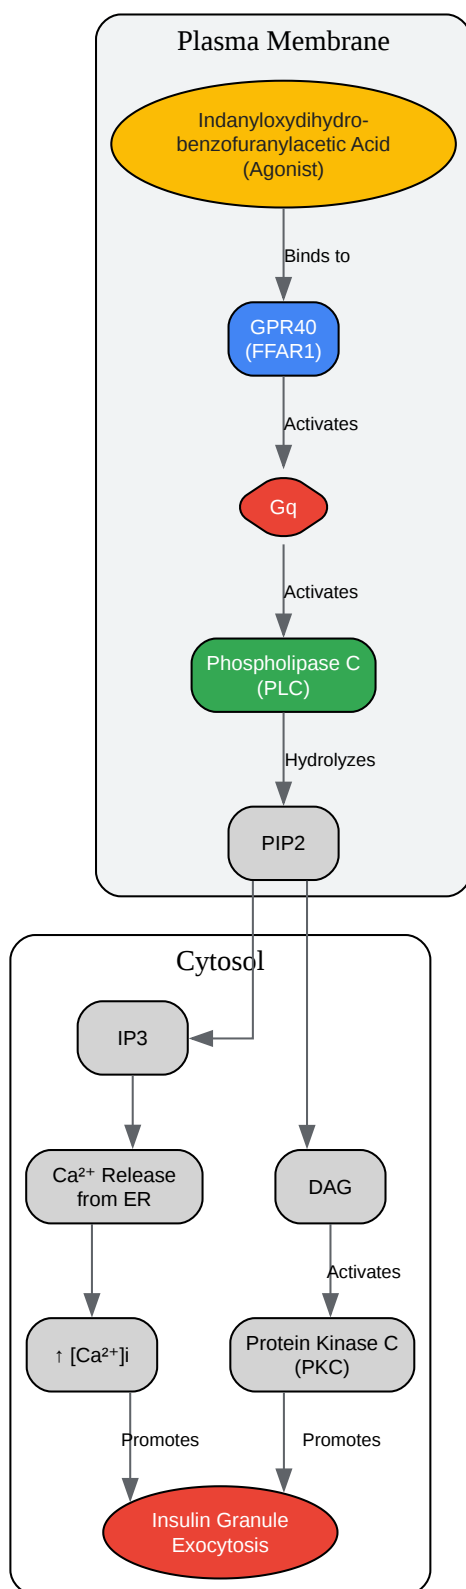 Plasma Membrane
Indanyloxydihydro-
benzofuranylacetic Acid
(Agonist)
Binds to
GPR40
(FFAR1)
Activates
Gq
Activates
Phospholipase C
(PLC)
Hydrolyzes
PIP2
Cytosol
IP3
Ca²⁺ Release
from ER
DAG
Activates
↑ [Ca²⁺]i
Protein Kinase C
(PKC)
Promotes
Promotes
Insulin Granule
Exocytosis